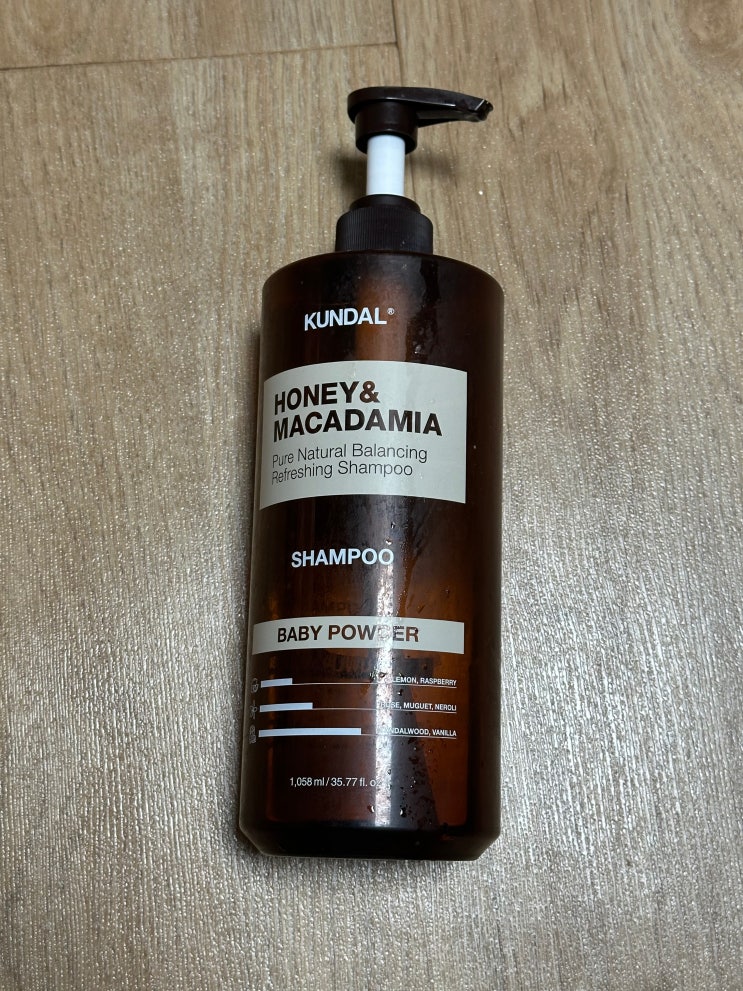 KUNDAL®
HONEY&
MACADAMIA
Pure Natural Balancing
Refreshing Shampoo
SHAMPOO
BABY POWDER
LEMON, RASPBERRY
MUGUET, NEROLI
VANILLA
1,058 ml / 35.77 fl.